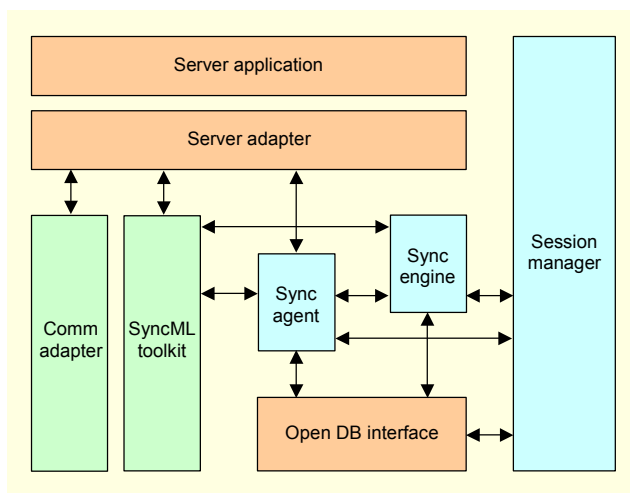 Server application
Server adapter
Comm
adapter
SyncML
toolkit
Sync
agent
Sync
engine
Session
manager
Open DB interface